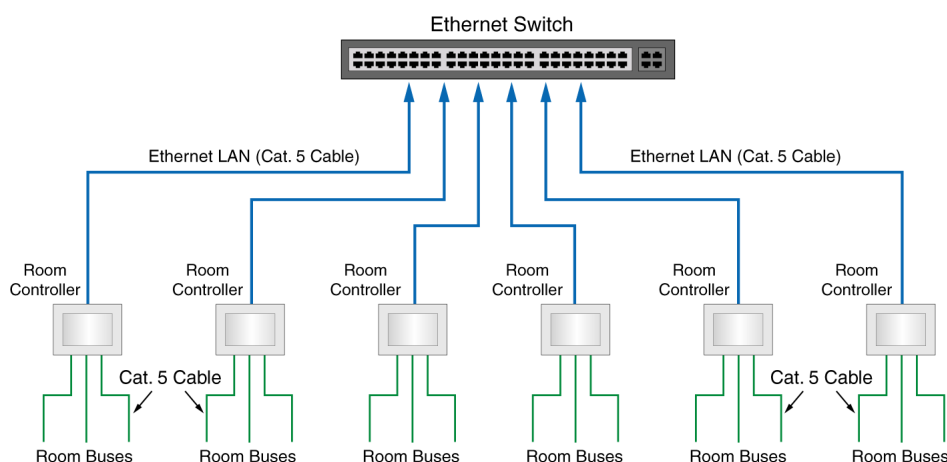 Ethernet Switch
Ethernet LAN (Cat. 5 Cable)
Ethernet LAN (Cat. 5 Cable)
Room
Controller
Room
Controller
Room
Controller
Room
Controller
Room
Controller
Room
Controller
Cat. 5 Cable
Cat. 5 Cable
Room Buses
Room Buses
Room Buses
Room Buses
Room Buses
Room Buses